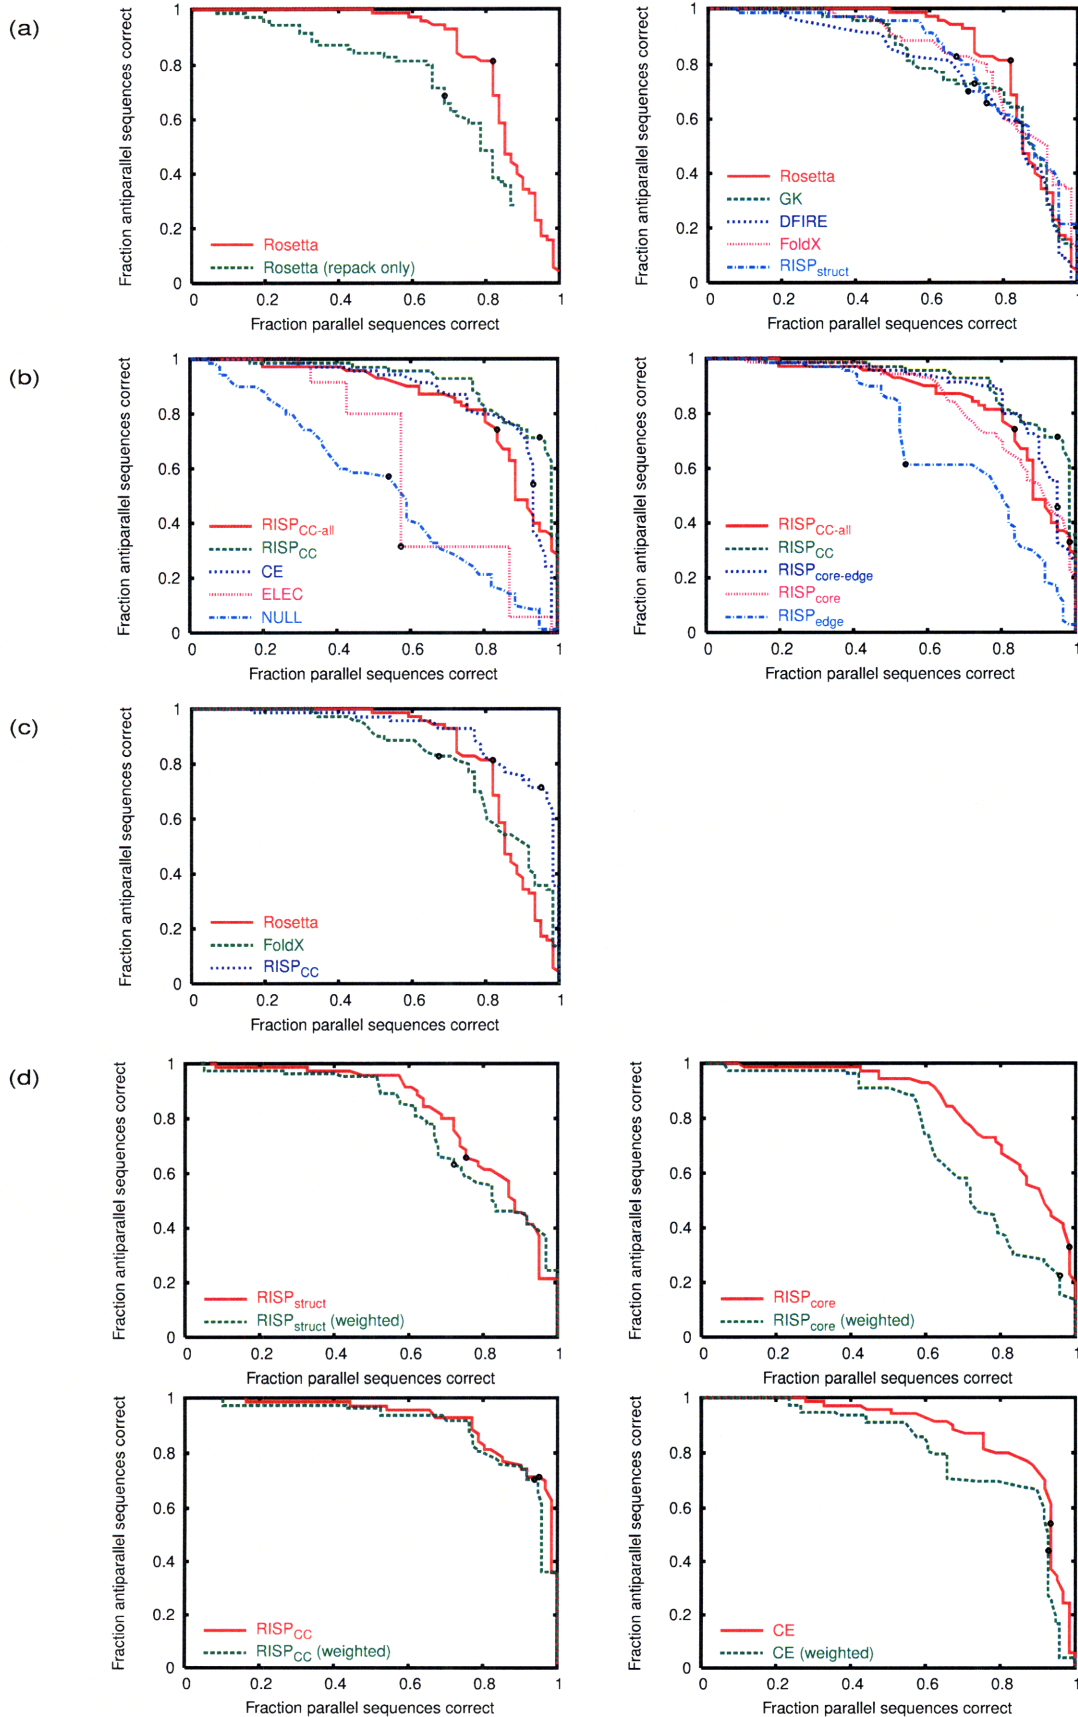 (a)
Fraction antiparallel sequences correct
1
0.8
0.6
0.4
0.2
0
Rosetta
Rosetta (repack only)
0 0.2 0.4 0.6 0.8 1
Fraction parallel sequences correct
Fraction antiparallel sequences correct
1
0.8
0.6
0.4
0.2
0
Rosetta
GK
DFIRE
FoldX
RISPstruct
0 0.2 0.4 0.6 0.8 1
Fraction parallel sequences correct
(b)
Fraction antiparallel sequences correct
1
0.8
0.6
0.4
0.2
0
RISPCC-all
RISPCC
CE
ELEC
NULL
0 0.2 0.4 0.6 0.8 1
Fraction parallel sequences correct
Fraction antiparallel sequences correct
1
0.8
0.6
0.4
0.2
0
RISPCC-all
RISPCC
RISPcore-edge
RISPcore
RISPedge
0 0.2 0.4 0.6 0.8 1
Fraction parallel sequences correct
(c)
Fraction antiparallel sequences correct
1
0.8
0.6
0.4
0.2
0
Rosetta
FoldX
RISPCC
0 0.2 0.4 0.6 0.8 1
Fraction parallel sequences correct
(d)
Fraction antiparallel sequences correct
1
0.8
0.6
0.4
0.2
0
RISPstruct
RISPstruct (weighted)
0 0.2 0.4 0.6 0.8 1
Fraction parallel sequences correct
Fraction antiparallel sequences correct
1
0.8
0.6
0.4
0.2
0
RISPcore
RISPcore (weighted)
0 0.2 0.4 0.6 0.8 1
Fraction parallel sequences correct
Fraction antiparallel sequences correct
1
0.8
0.6
0.4
0.2
0
RISPCC
RISPCC (weighted)
0 0.2 0.4 0.6 0.8 1
Fraction parallel sequences correct
Fraction antiparallel sequences correct
1
0.8
0.6
0.4
0.2
0
CE
CE (weighted)
0 0.2 0.4 0.6 0.8 1
Fraction parallel sequences correct